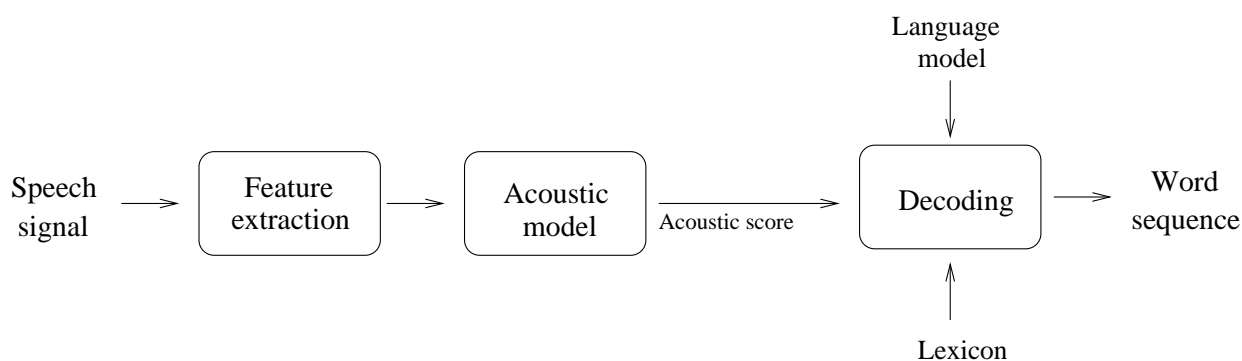 Language
model
Speech
signal
Feature
extraction
Acoustic
model
Acoustic score
Decoding
Word
sequence
Lexicon